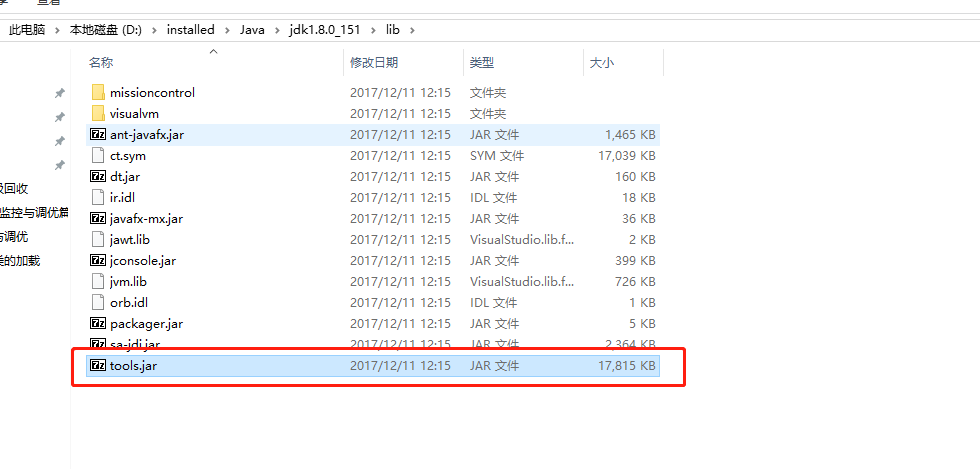 查看
此电脑 > 本地磁盘 (D:) > installed > Java > jdk1.8.0_151 > lib >
名称 修改日期 类型 大小
missioncontrol 2017/12/11 12:15 文件夹
visualvm 2017/12/11 12:15 文件夹
ant-javafx.jar 2017/12/11 12:15 JAR 文件 1,465 KB
ct.sym 2017/12/11 12:15 SYM 文件 17,039 KB
dt.jar 2017/12/11 12:15 JAR 文件 160 KB
ir.idl 2017/12/11 12:15 IDL 文件 18 KB
javafx-mx.jar 2017/12/11 12:15 JAR 文件 36 KB
jawt.lib 2017/12/11 12:15 VisualStudio.lib.f... 2 KB
jconsole.jar 2017/12/11 12:15 JAR 文件 399 KB
jvm.lib 2017/12/11 12:15 VisualStudio.lib.f... 726 KB
orb.idl 2017/12/11 12:15 IDL 文件 1 KB
packager.jar 2017/12/11 12:15 JAR 文件 5 KB
sa-jdi.jar 2017/12/11 12:15 JAR 文件 2,364 KB
tools.jar 2017/12/11 12:15 JAR 文件 17,815 KB
圾回收
监控与调优篇
与调优
类的加载